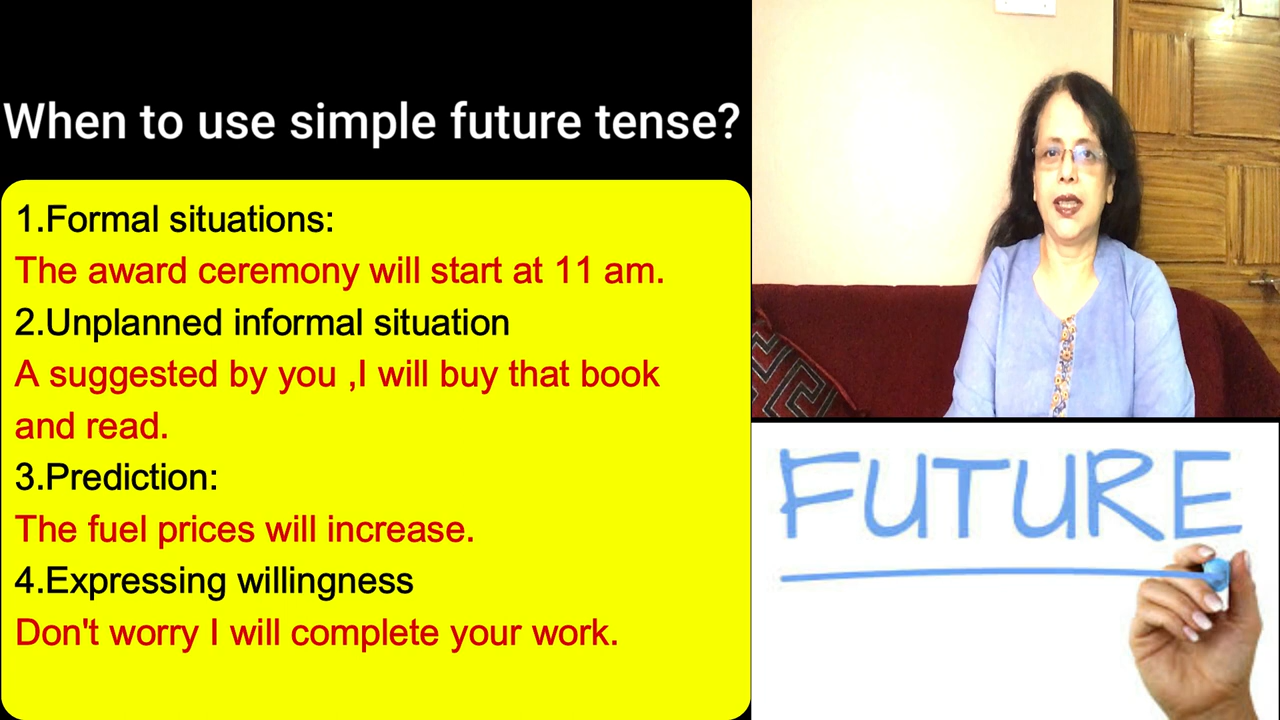 When to use simple future tense?
1.Formal situations:
The award ceremony will start at 11 am.
2.Unplanned informal situation
A suggested by you ,I will buy that book
and read.
3.Prediction:
The fuel prices will increase.
4.Expressing willingness
Don't worry I will complete your work.
FUTURE